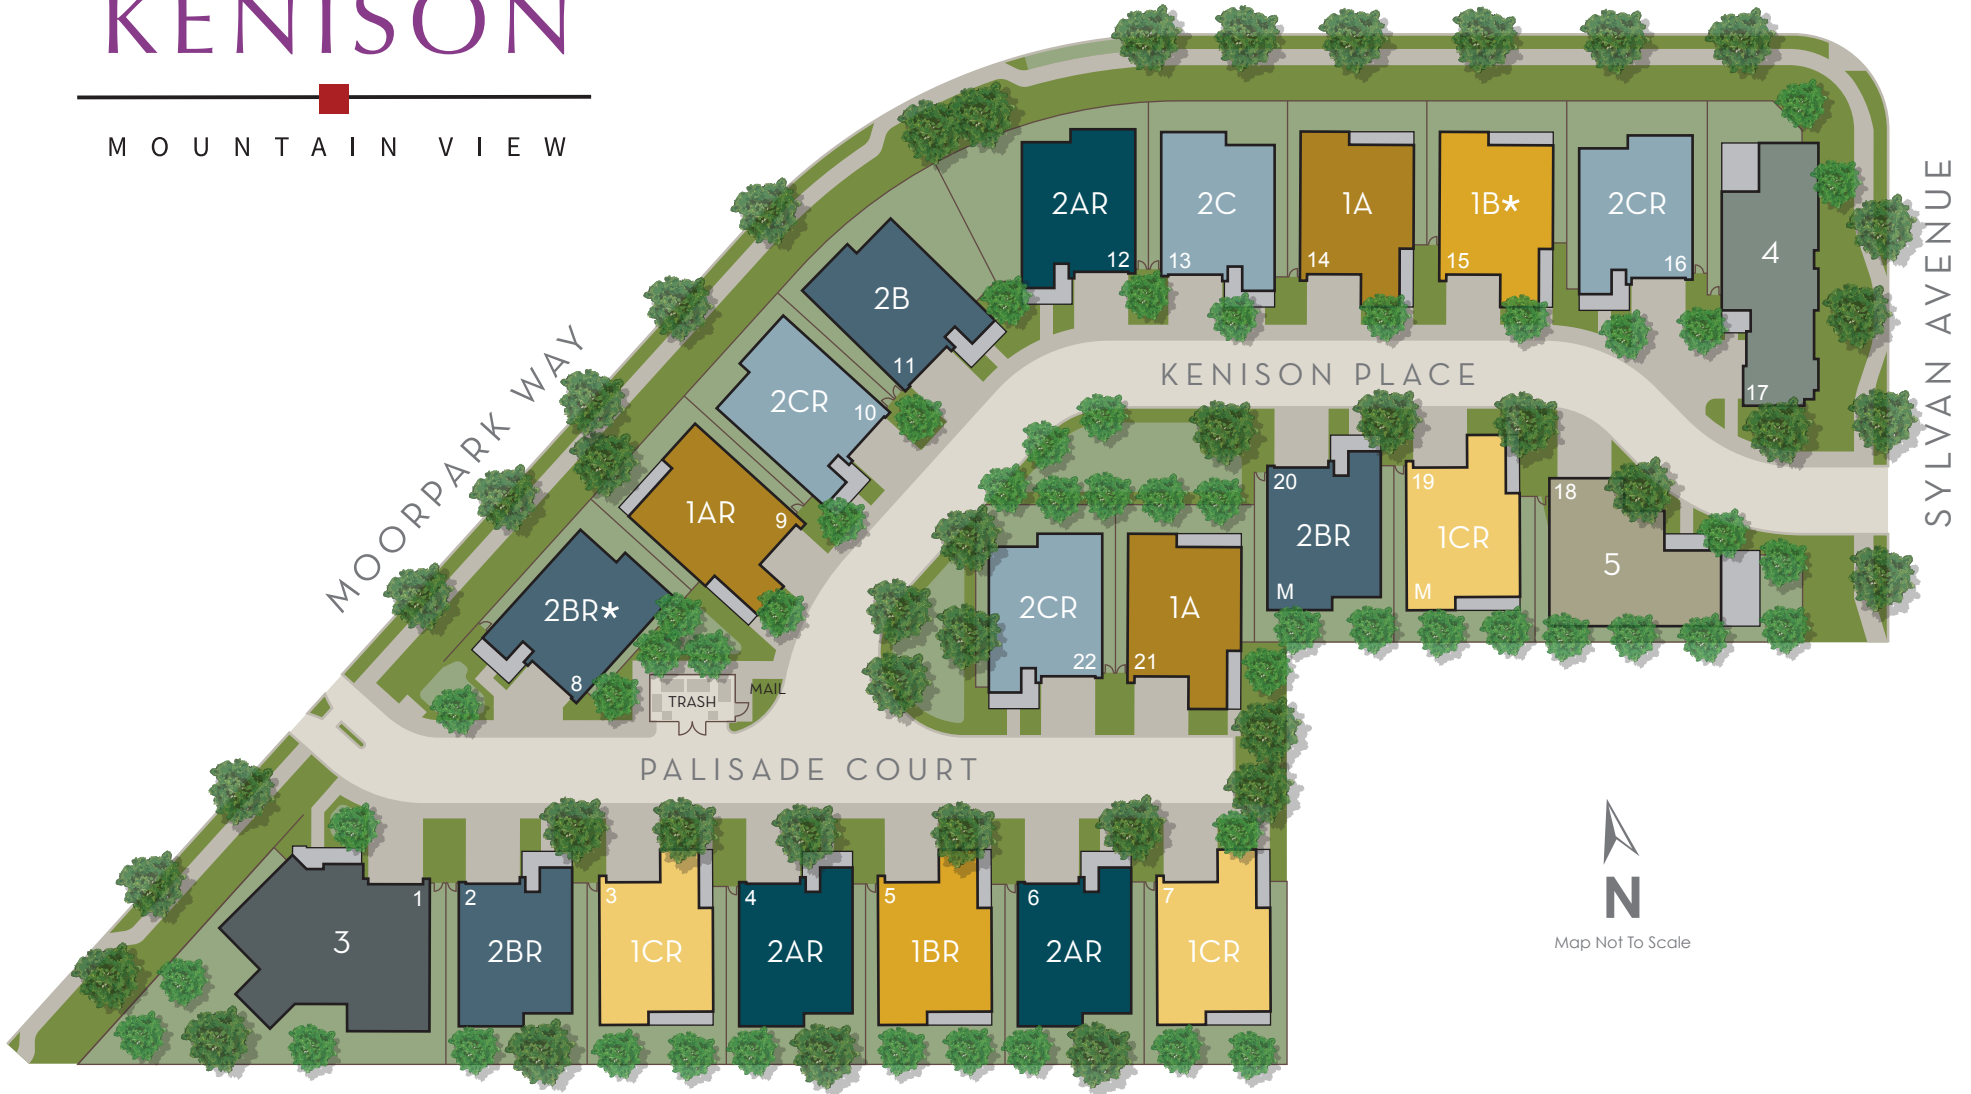 KENISON
MOUNTAIN VIEW
2AR
12
2C
13
1A
14
1B*
15
2CR
16
4
17
SYLVAN AVENUE
2B
11
KENISON PLACE
2CR
10
MOORPARK WAY
1AR
9
20
2BR
M
19
1CR
M
18
5
2BR*
8
2CR
22
1A
21
TRASH
MAIL
PALISADE COURT
1
3
2
2BR
3
1CR
4
2AR
5
1BR
6
2AR
7
1CR
N
Map Not To Scale